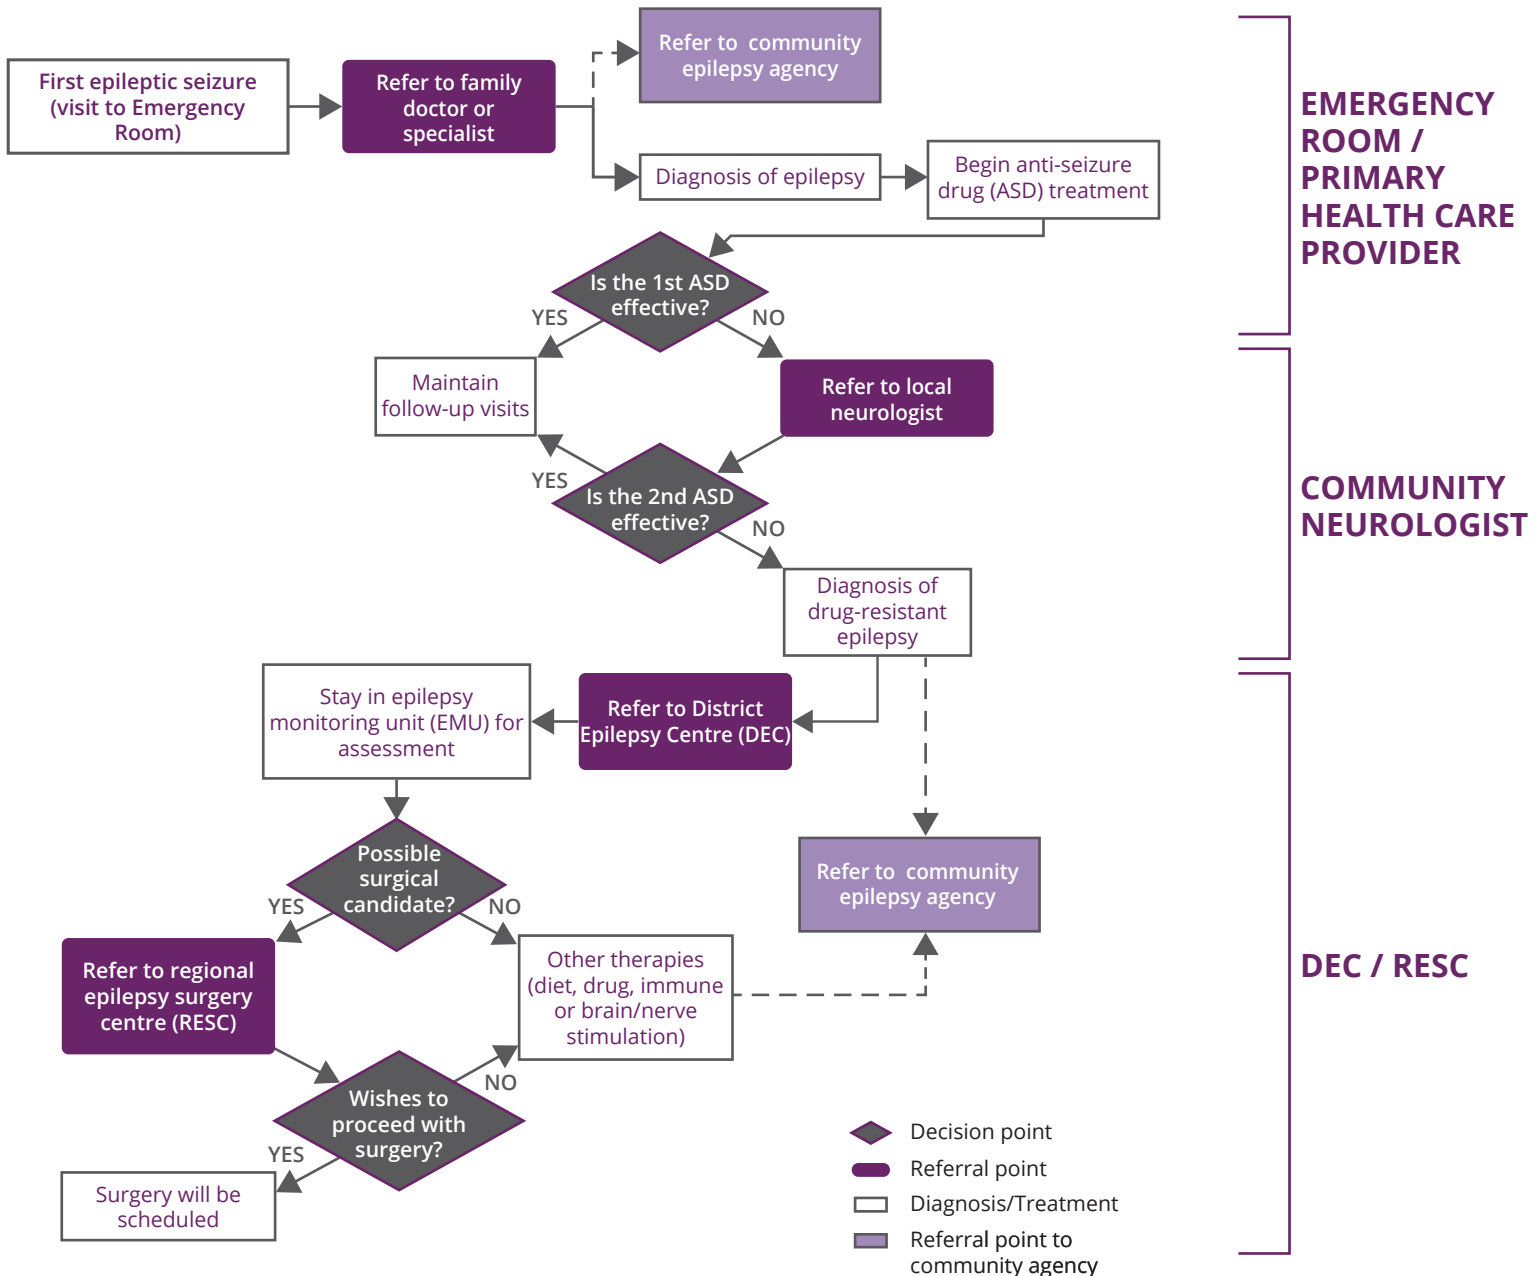 First epileptic seizure
(visit to Emergency
Room)
Refer to family
doctor or
specialist
Refer to community
epilepsy agency
Diagnosis of epilepsy
Begin anti-seizure
drug (ASD) treatment
EMERGENCY
ROOM /
PRIMARY
HEALTH CARE
PROVIDER
Is the 1st ASD
effective?
YES
NO
Maintain
follow-up visits
Refer to local
neurologist
YES
Is the 2nd ASD
effective?
NO
COMMUNITY
NEUROLOGIST
Diagnosis of
drug-resistant
epilepsy
Refer to District
Epilepsy Centre (DEC)
Stay in epilepsy
monitoring unit (EMU) for
assessment
Possible
surgical
candidate?
YES
NO
Refer to community
epilepsy agency
Refer to regional
epilepsy surgery
centre (RESC)
Other therapies
(diet, drug, immune
or brain/nerve
stimulation)
DEC / RESC
Wishes to
proceed with
surgery?
NO
YES
Surgery will be
scheduled
Decision point
Referral point
Diagnosis/Treatment
Referral point to
community agency